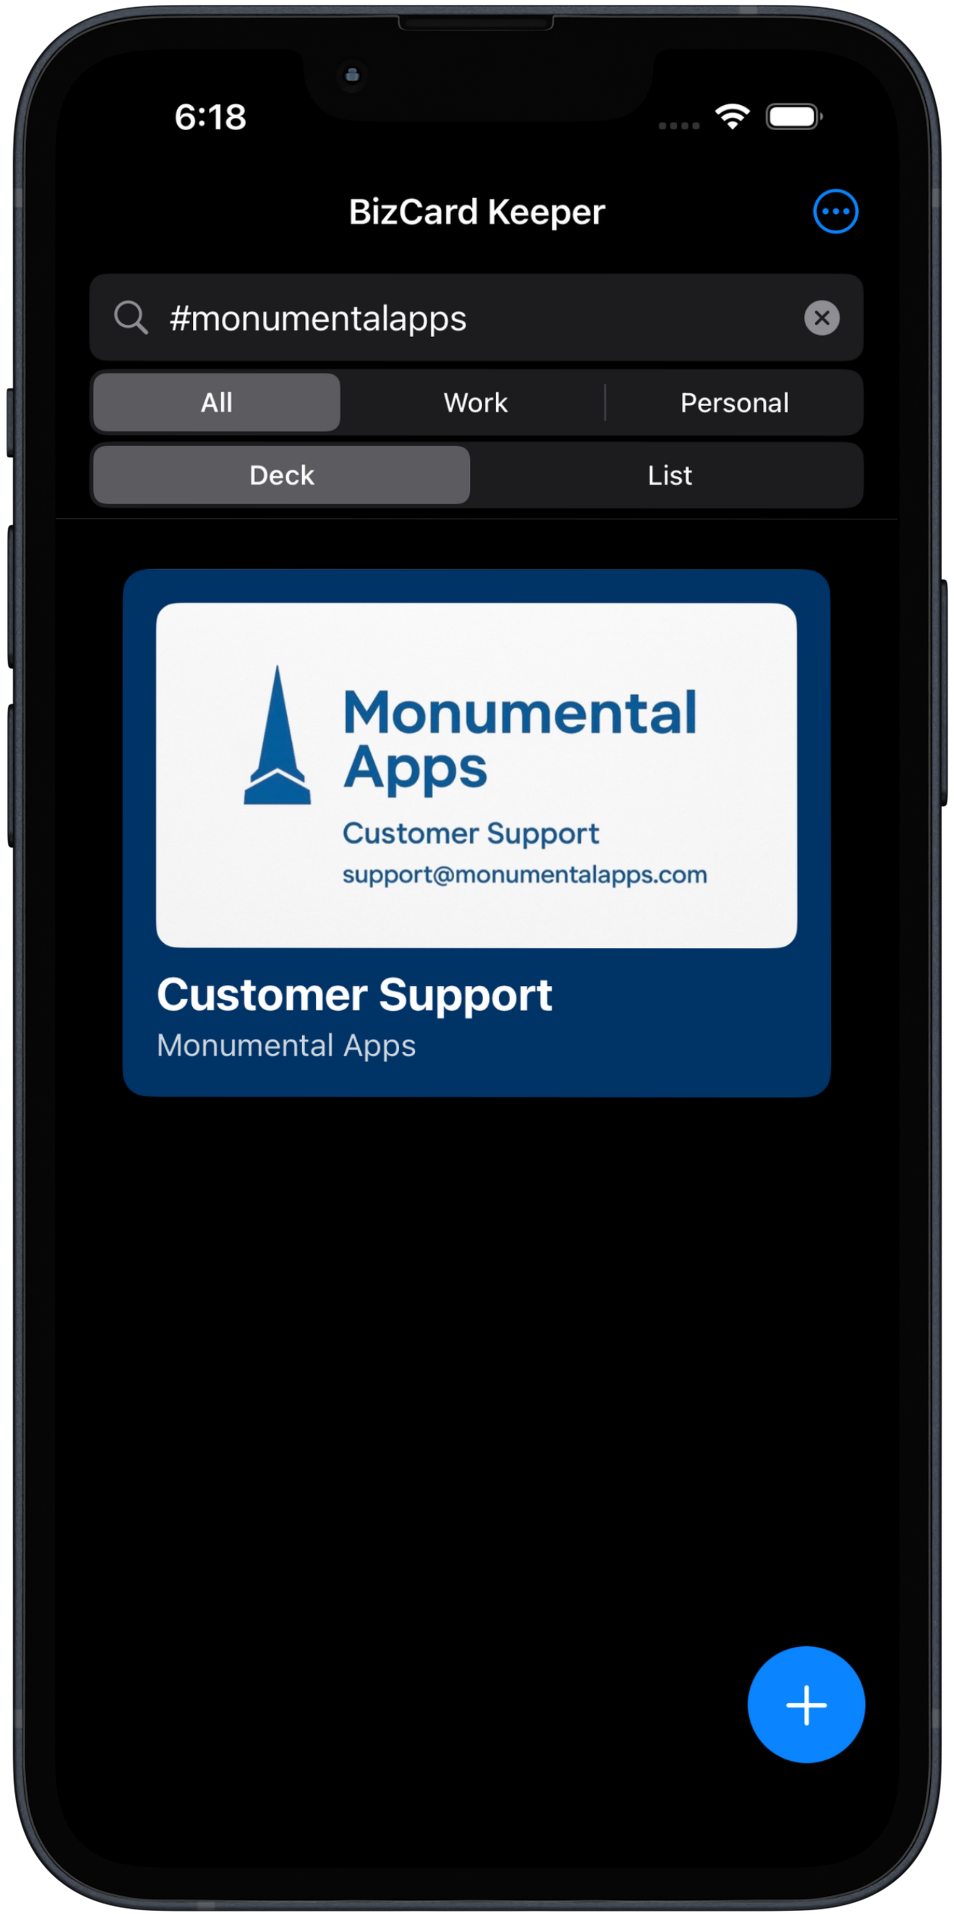 6:18
BizCard Keeper
#monumentalapps
All Work Personal
Deck List
Monumental
Apps
Customer Support
support@monumentalapps.com
Customer Support
Monumental Apps